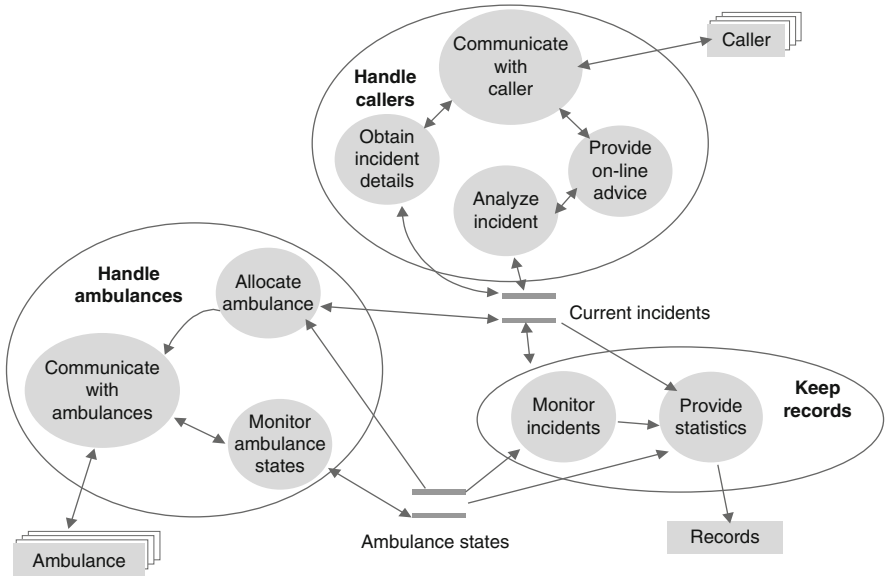 Communicate
with
caller
Caller
Handle
callers
Obtain
incident
details
Provide
on-line
advice
Analyze
incident
Handle
ambulances
Allocate
ambulance
Current incidents
Communicate
with
ambulances
Monitor
ambulance
states
Monitor
incidents
Provide
statistics
Keep
records
Ambulance states
Records
Ambulance